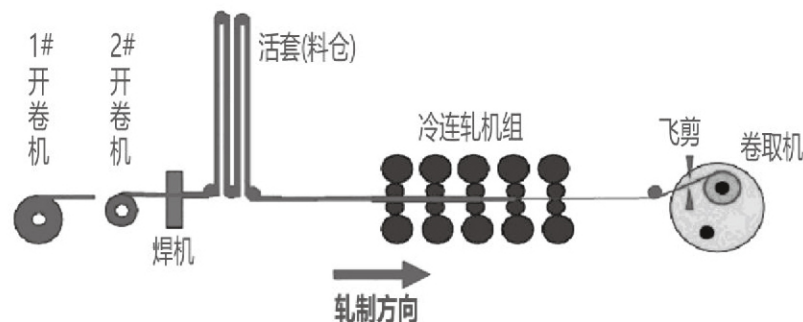 1#开卷机
2#开卷机
活套(料仓)
焊机
冷连轧机组
飞剪
卷取机
轧制方向